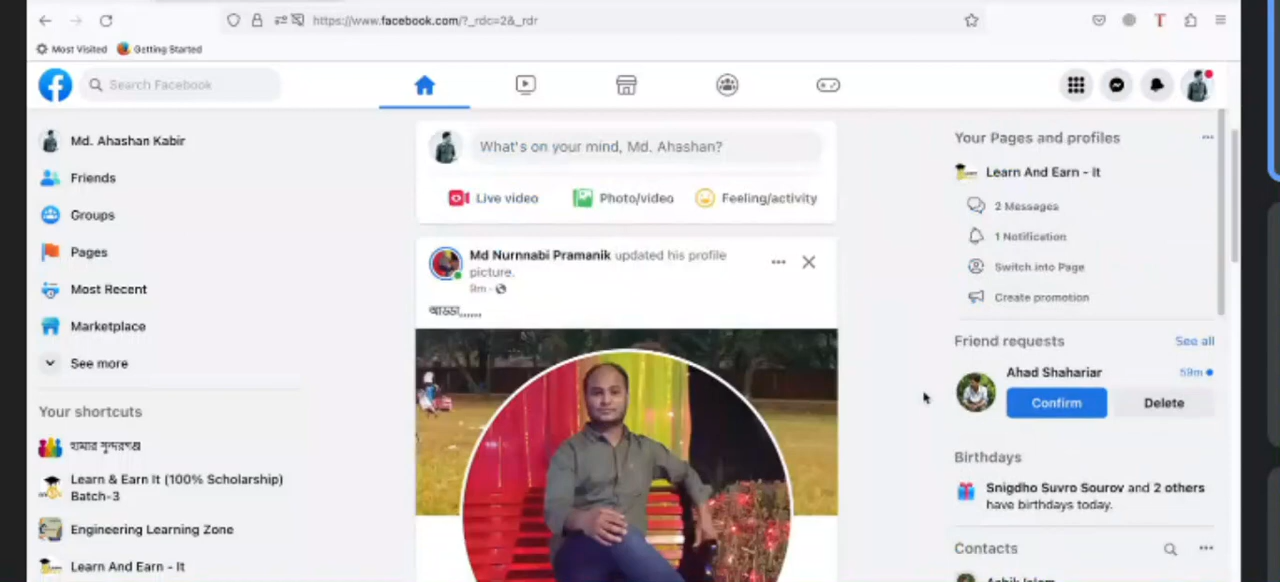 https://www.facebook.com/?_rdc=2&_rdr
Most Visited
Getting Started
Search Facebook
Md. Ahashan Kabir
Friends
Groups
Pages
Most Recent
Marketplace
See more
Your shortcuts
হামার সুন্দরগঞ্জ
Learn & Earn It (100% Scholarship)
Batch-3
Engineering Learning Zone
Learn And Earn - It
What's on your mind, Md. Ahashan?
Live video
Photo/video
Feeling/activity
Md Nurnnabi Pramanik updated his profile
picture.
9m
আড্ডা,,,,,,
Your Pages and profiles
Learn And Earn - It
2 Messages
1 Notification
Switch into Page
Create promotion
Friend requests
See all
Ahad Shahariar
59m
Confirm
Delete
Birthdays
Snigdho Suvro Sourov and 2 others
have birthdays today.
Contacts